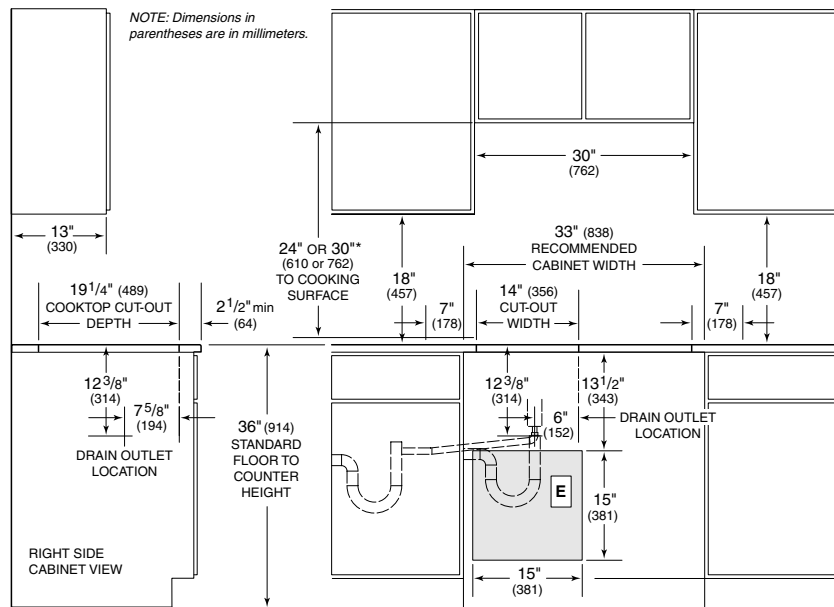 NOTE: Dimensions in
parentheses are in millimeters.
30"
(762)
13"
(330)
24" OR 30"*
(610 or 762)
TO COOKING
SURFACE
18"
(457)
33" (838)
RECOMMENDED
CABINET WIDTH
18"
(457)
19 1/4" (489)
COOKTOP CUT-OUT
DEPTH
2 1/2" min
(64)
7"
(178)
14" (356)
CUT-OUT
WIDTH
7"
(178)
12 3/8"
(314)
7 5/8"
(194)
DRAIN OUTLET
LOCATION
36" (914)
STANDARD
FLOOR TO
COUNTER
HEIGHT
12 3/8"
(314)
6"
(152)
13 1/2"
(343)
DRAIN OUTLET
LOCATION
E
15"
(381)
RIGHT SIDE
CABINET VIEW
15"
(381)